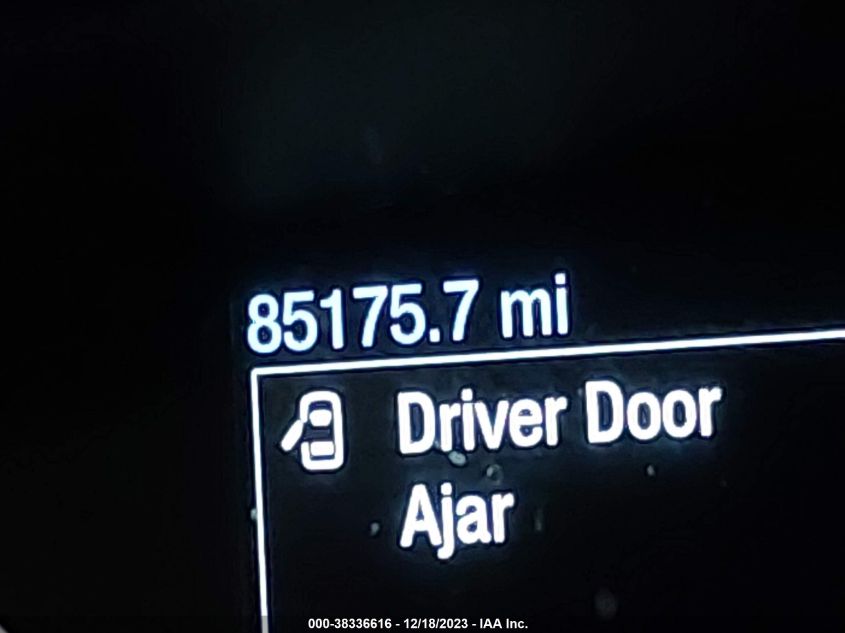 85175.7 mi
Driver Door
Ajar
000-38336616 - 12/18/2023 - IAA Inc.